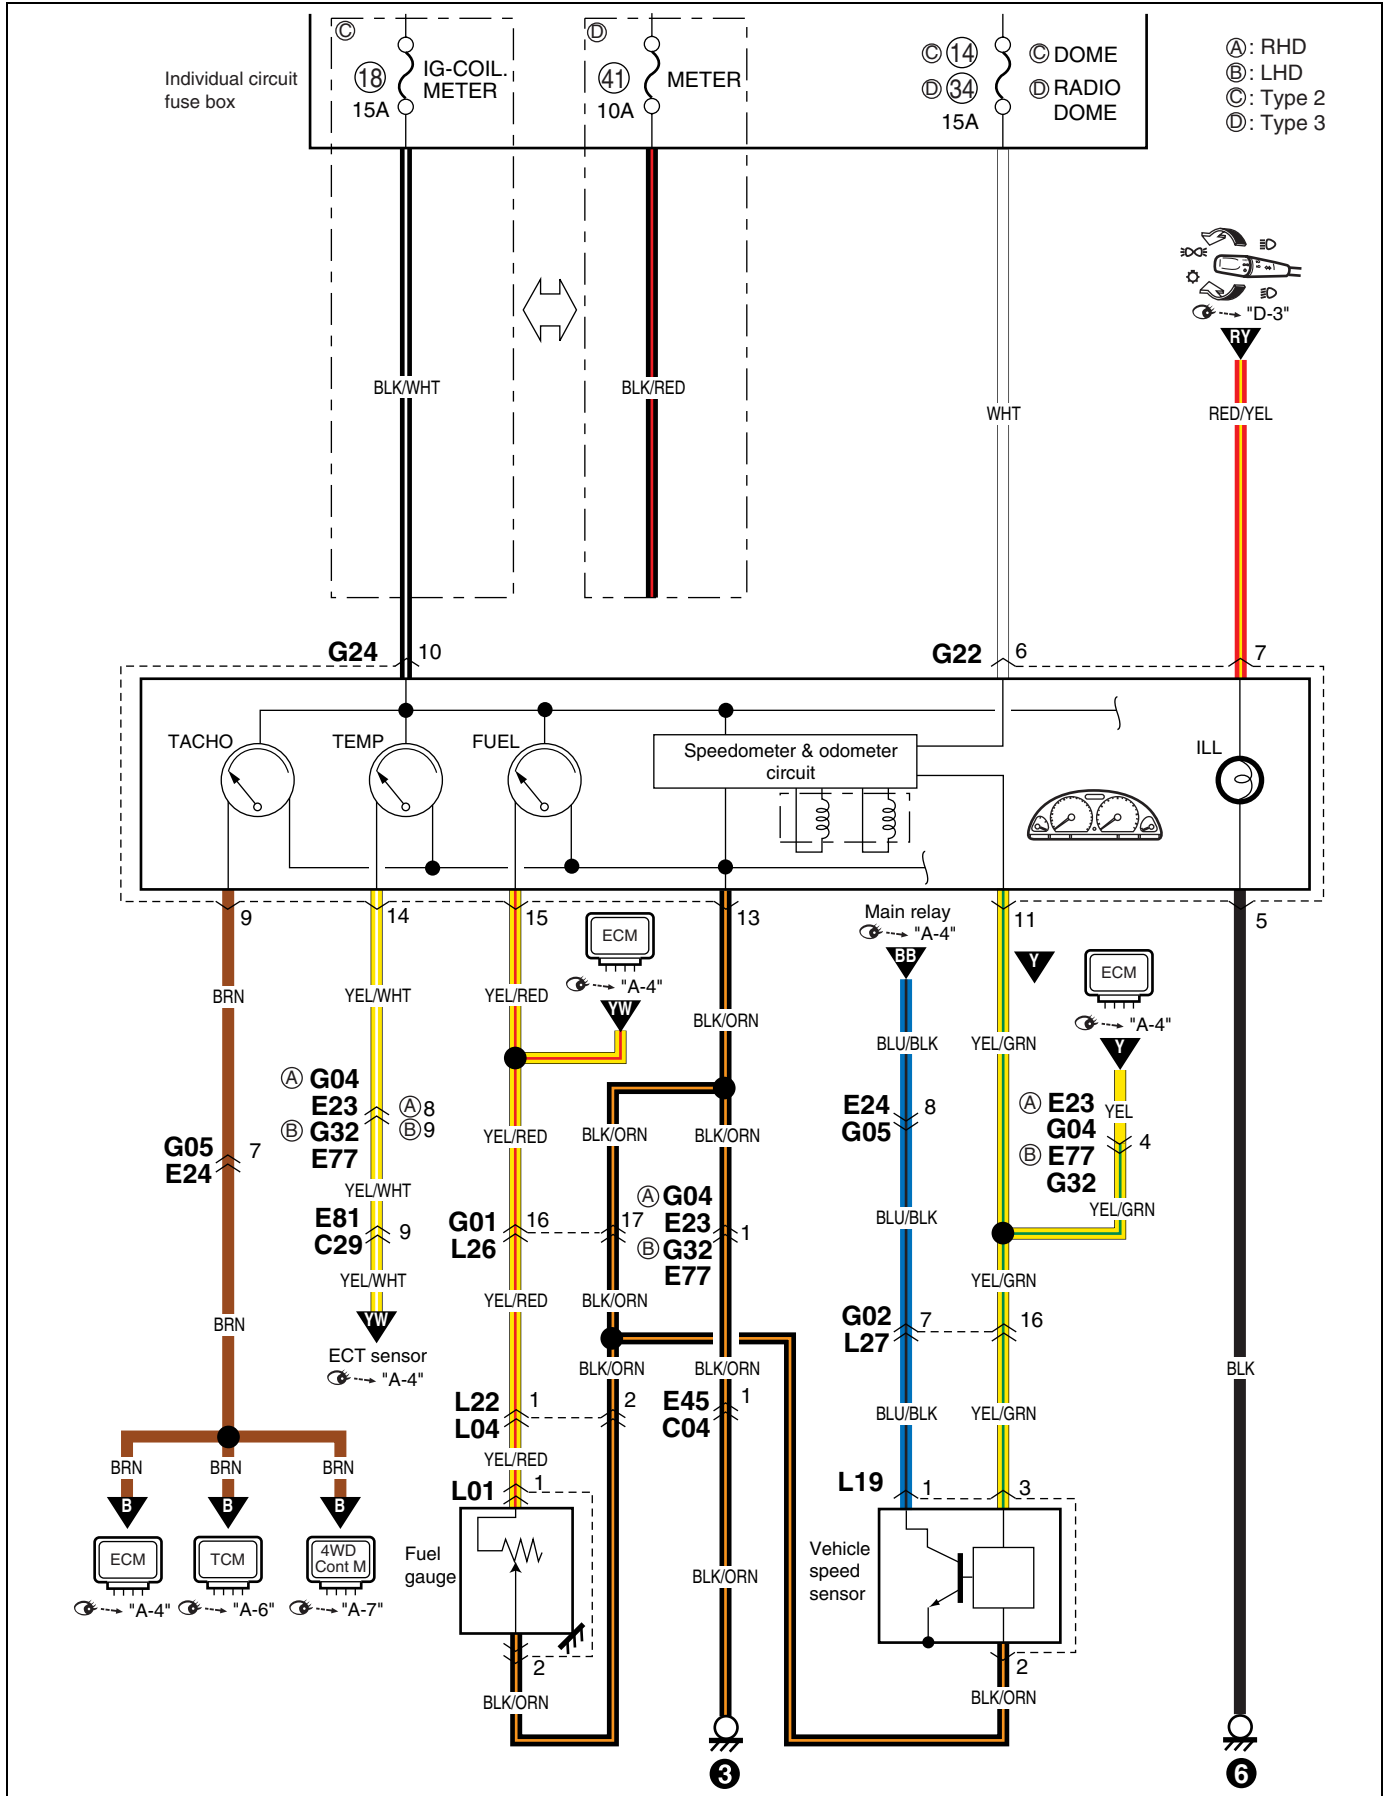 Individual circuit
fuse box
C
18
15A
IG-COIL.
METER
D
41
10A
METER
C 14
D 34
15A
C DOME
D RADIO
DOME
A: RHD
B: LHD
C: Type 2
D: Type 3
"D-3"
RY
BLK/WHT
BLK/RED
WHT
RED/YEL
G24
10
G22
6
7
TACHO
TEMP
FUEL
Speedometer & odometer
circuit
ILL
9
14
15
13
11
5
ECM
"A-4"
YW
Main relay
"A-4"
BB
Y
ECM
"A-4"
Y
BRN
YEL/WHT
YEL/RED
BLK/ORN
BLU/BLK
YEL/GRN
A G04
E23
B G32
E77
A 8
B 9
YEL/RED
BLK/ORN
BLK/ORN
E24
G05
8
A E23
G04
B E77
G32
YEL
4
YEL/GRN
G05
E24
7
YEL/WHT
E81
C29
9
YEL/WHT
G01
L26
16
17
A G04
E23
B G32
E77
1
BLU/BLK
YEL/RED
BLK/ORN
YEL/GRN
BRN
YW
ECT sensor
"A-4"
G02
L27
7
16
BLK/ORN
BLK/ORN
BLK
L22
L04
1
2
E45
C04
1
BLU/BLK
YEL/GRN
YEL/RED
BRN
BRN
BRN
B
B
B
ECM
TCM
4WD
Cont M
"A-4"
"A-6"
"A-7"
L01
1
Fuel
gauge
2
BLK/ORN
BLK/ORN
L19
1
3
Vehicle
speed
sensor
2
BLK/ORN
3
6